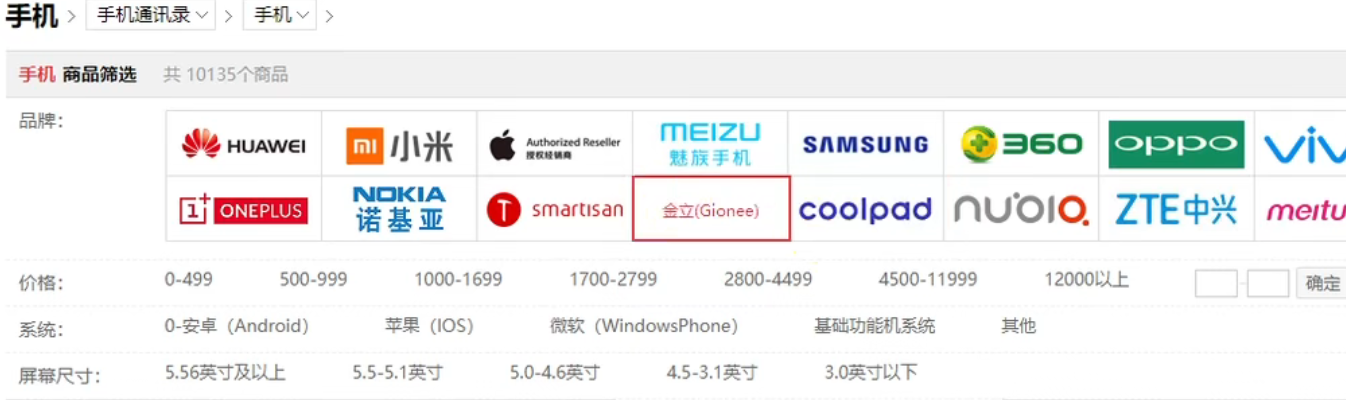 手机 > 手机通讯录 > 手机 >
手机 商品筛选 共 10135个商品
品牌：
HUAWEI 小米 Authorized Reseller 授权经销商 MEIZU 魅族手机 SAMSUNG 360 OPPO viv
1+ ONEPLUS NOKIA 诺基亚 smartisan 金立(Gionee) coolpad nubia ZTE中兴 meitu
价格： 0-499 500-999 1000-1699 1700-2799 2800-4499 4500-11999 12000以上 - 确定
系统： 0-安卓（Android） 苹果（IOS） 微软（WindowsPhone） 基础功能机系统 其他
屏幕尺寸： 5.56英寸及以上 5.5-5.1英寸 5.0-4.6英寸 4.5-3.1英寸 3.0英寸以下